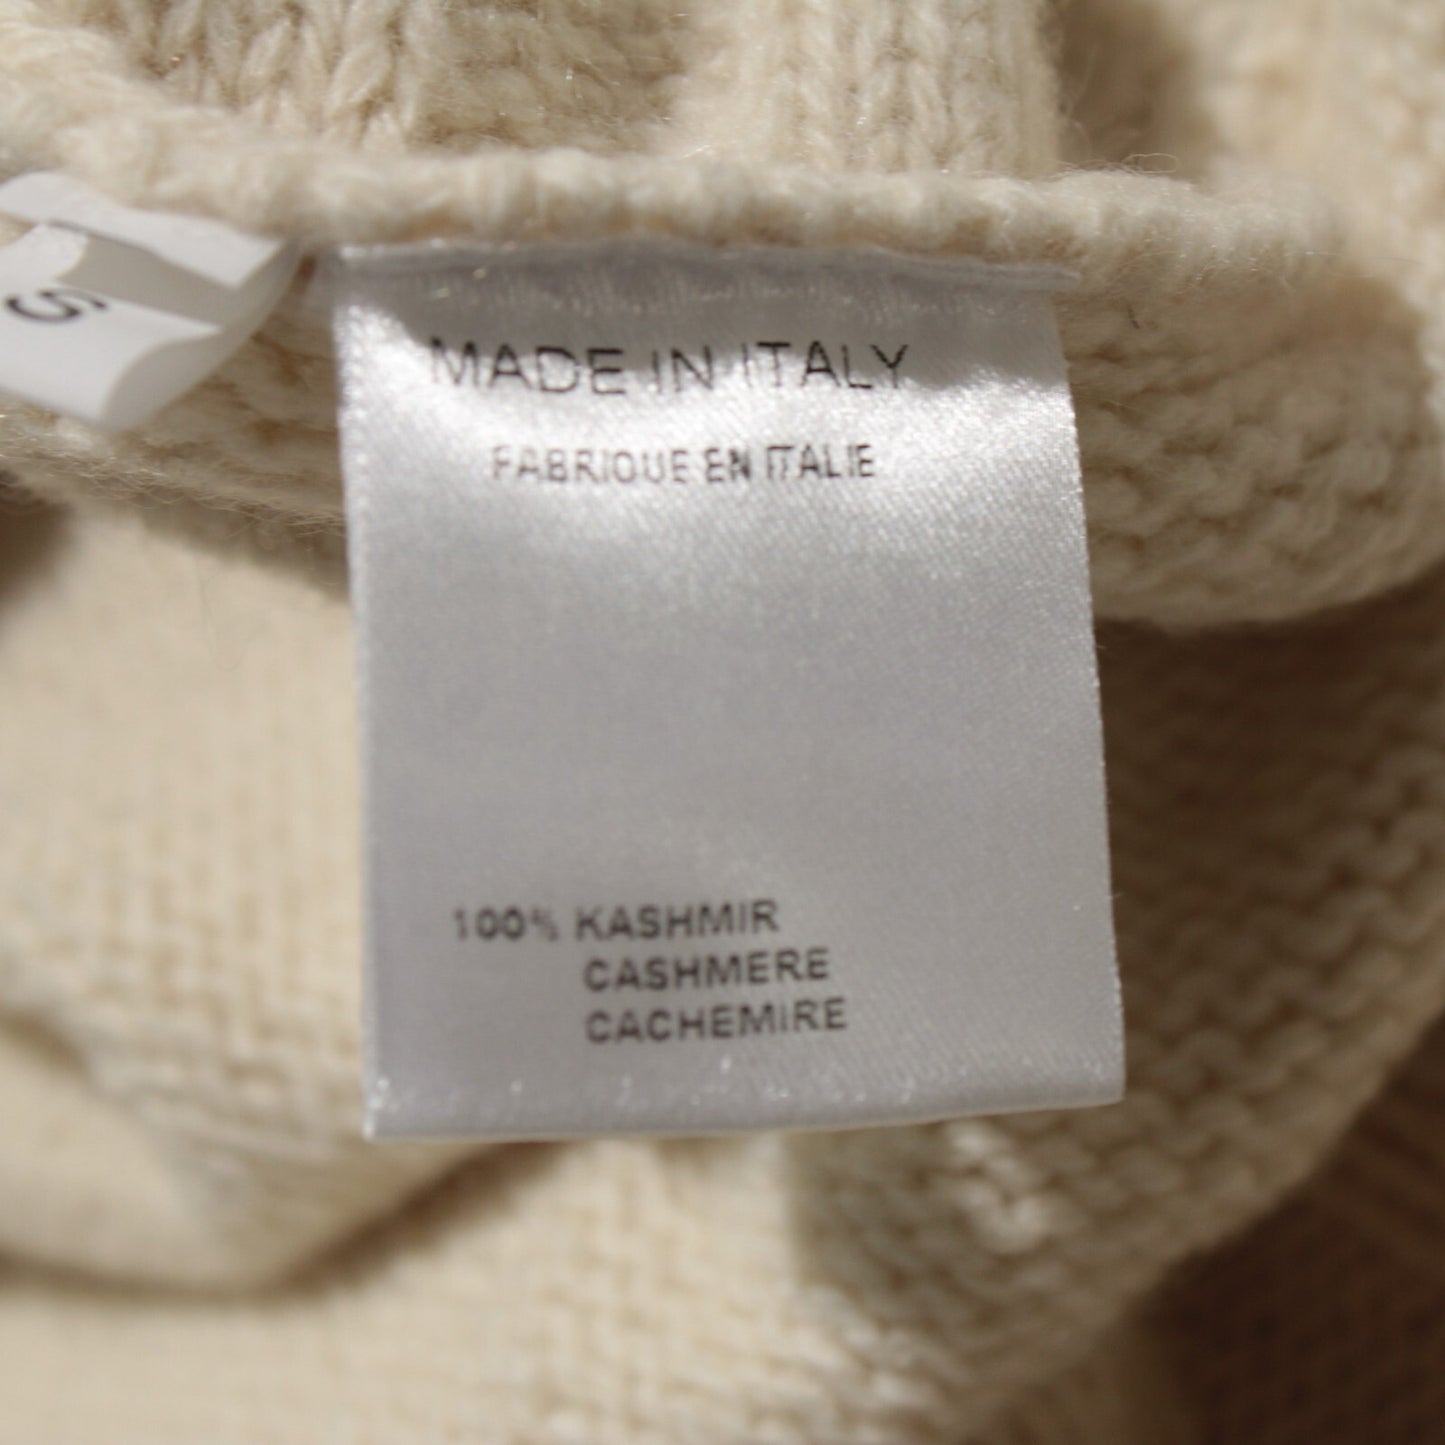 S
MADE IN ITALY
FABRIQUE EN ITALIE
100% KASHMIR
CASHMERE
CACHEMIRE